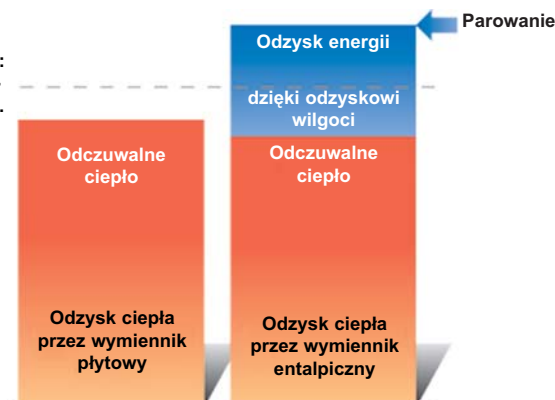 Parowanie
Odzysk energii
:
.
dzięki odzyskowi
wilgoci
Odczuwalne
ciepło
Odczuwalne
ciepło
Odzysk ciepła
przez wymiennik
płytowy
Odzysk ciepła
przez wymiennik
entalpiczny